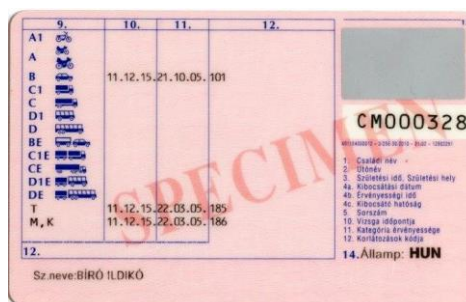 9. 10. 11. 12.
A1
A
B 11.12.15. 21.10.05. 101
C1
C
D1
D
BE
C1E
CE
D1E
DE
T 11.12.15. 22.03.05. 185
M,K 11.12.15. 22.03.05. 186
12.
Sz.neve:BÍRÓ ILDIKÓ
SPECIMEN
CM000328
1. Családi név
2. Utónév
3. Születési idő, Születési hely
4a. Kibocsátási dátum
4b. Érvényességi idő
4c. Kibocsátó hatóság
5. Sorszám
10. Vizsga időpontja
11. Kategória érvényessége
12. Korlátozások kódja
14. Államp: HUN